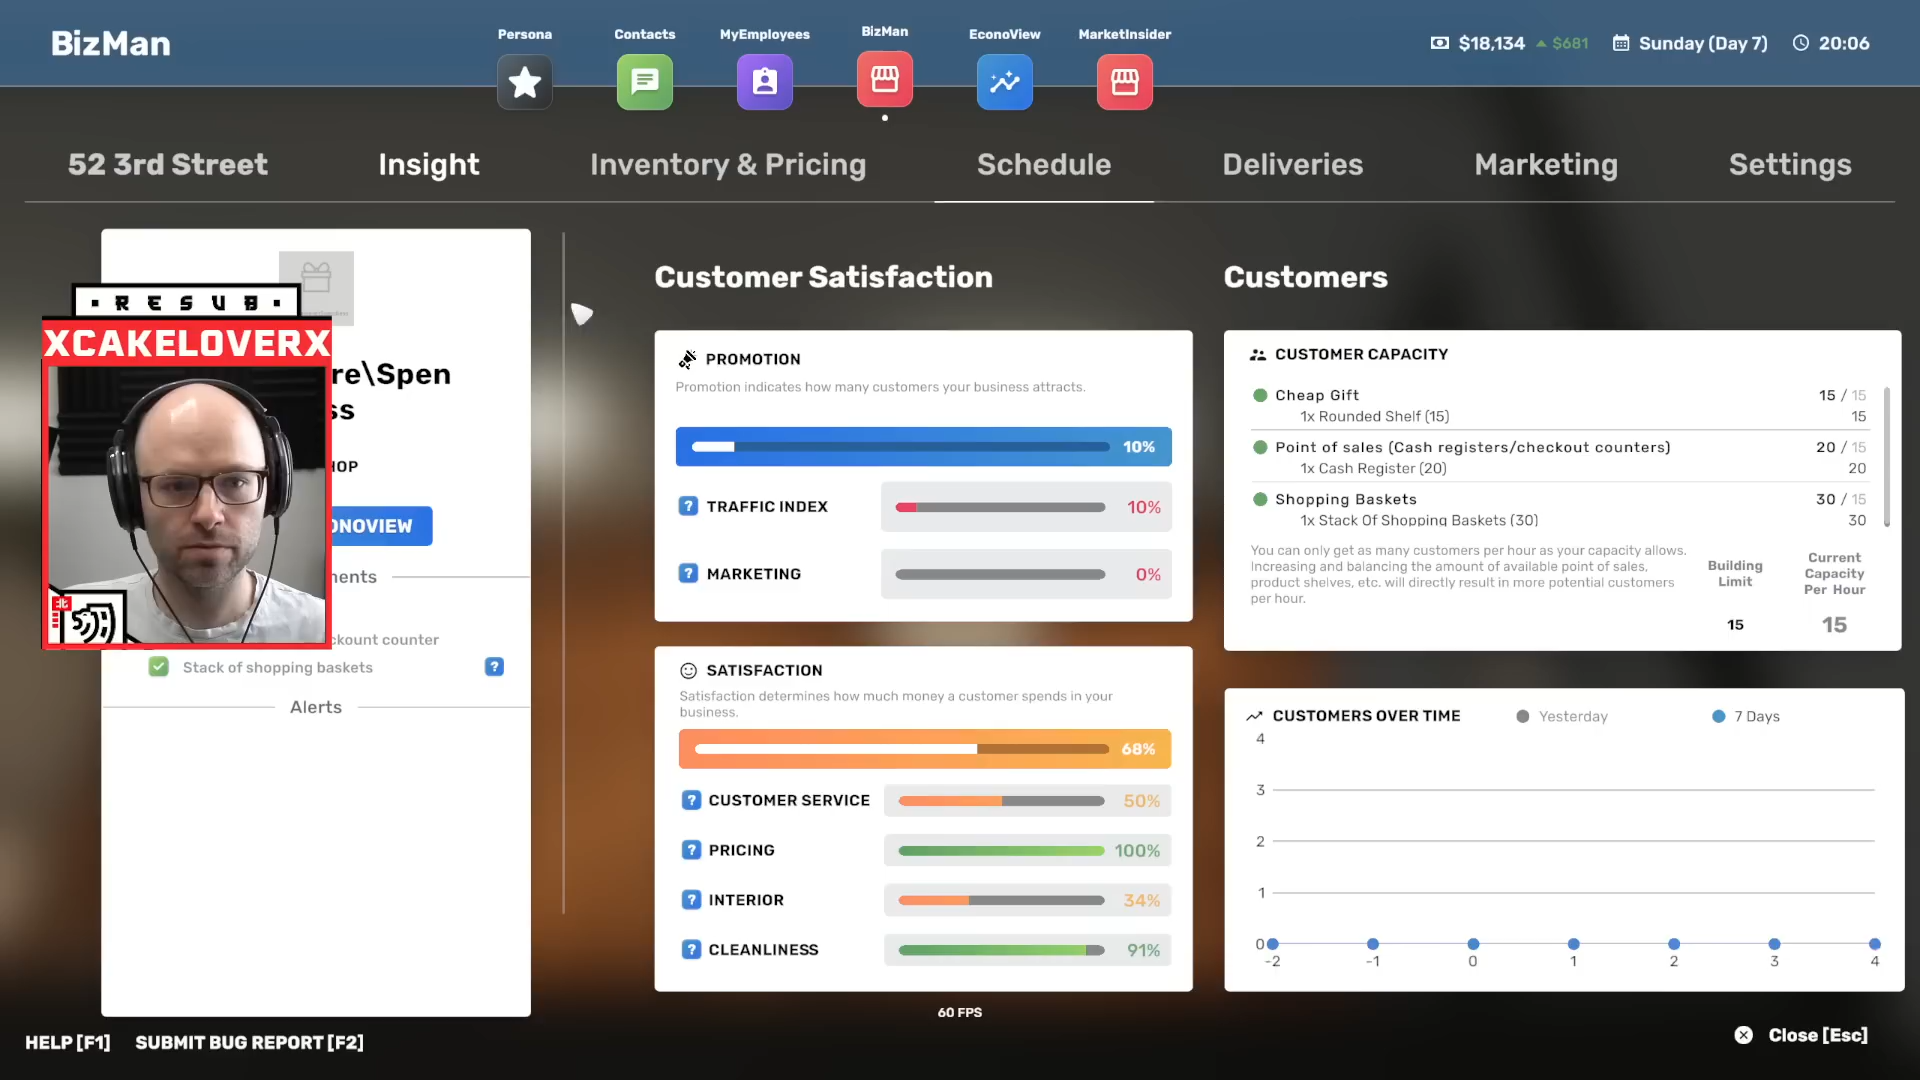 BizMan
Persona
Contacts
MyEmployees
BizMan
EconoView
MarketInsider
$18,134 $681
Sunday (Day 7)
20:06
52 3rd Street
Insight
Inventory & Pricing
Schedule
Deliveries
Marketing
Settings
RESUB
XCAKELOVERX
re\Spen
ss
HOP
ONOVIEW
ments
ckount counter
Stack of shopping baskets
?
Alerts
Customer Satisfaction
PROMOTION
Promotion indicates how many customers your business attracts.
10%
? TRAFFIC INDEX 10%
? MARKETING 0%
SATISFACTION
Satisfaction determines how much money a customer spends in your
business.
68%
? CUSTOMER SERVICE 50%
? PRICING 100%
? INTERIOR 34%
? CLEANLINESS 91%
Customers
CUSTOMER CAPACITY
Cheap Gift 15 / 15
1x Rounded Shelf (15) 15
Point of sales (Cash registers/checkout counters) 20 / 15
1x Cash Register (20) 20
Shopping Baskets 30 / 15
1x Stack Of Shopping Baskets (30) 30
You can only get as many customers per hour as your capacity allows.
Increasing and balancing the amount of available point of sales,
product shelves, etc. will directly result in more potential customers
per hour.
Building
Limit
15
Current
Capacity
Per Hour
15
CUSTOMERS OVER TIME
Yesterday
7 Days
4
3
2
1
0
-2 -1 0 1 2 3 4
60 FPS
HELP [F1]
SUBMIT BUG REPORT [F2]
Close [Esc]